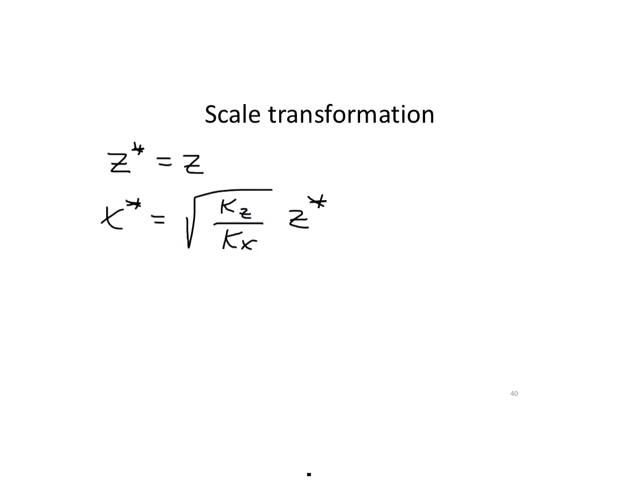 Scale transformation
z* = z
x* = √(Kz/Kx) z*
40